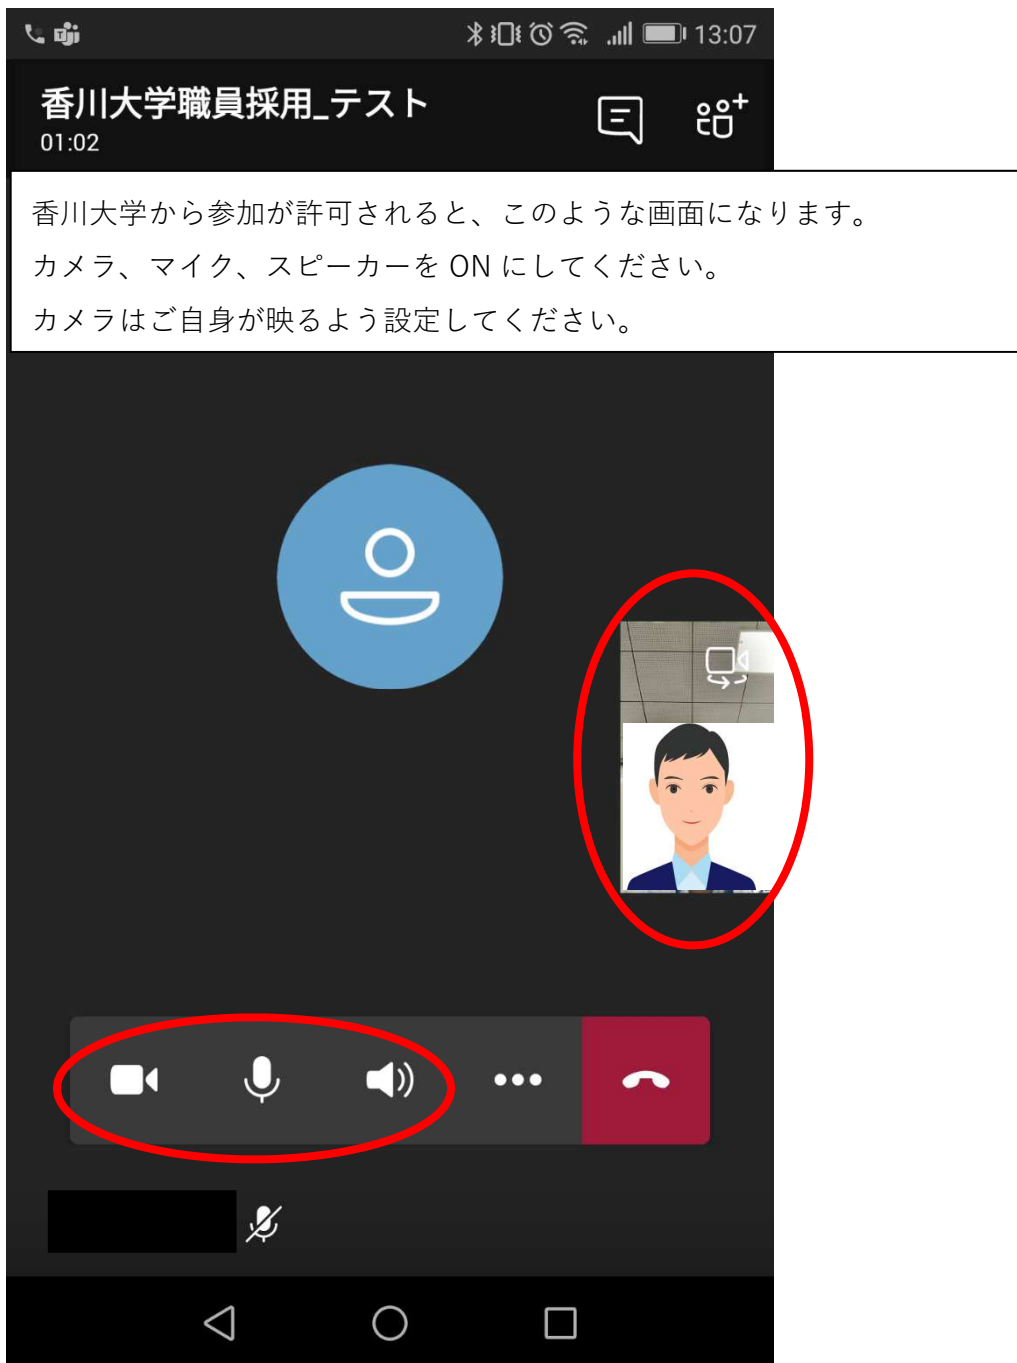 13:07
香川大学職員採用_テスト
01:02
香川大学から参加が許可されると、このような画面になります。
カメラ、マイク、スピーカーを ON にしてください。
カメラはご自身が映るよう設定してください。